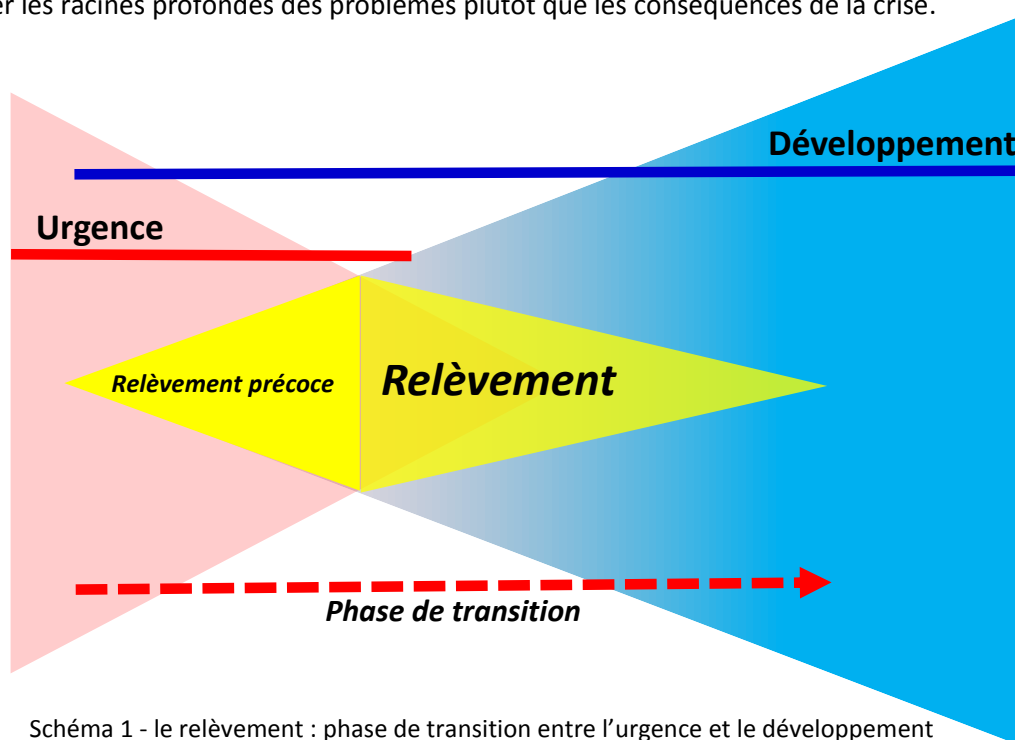 les racines profondes des problèmes plutôt que les conséquences de la crise.
Développement
Urgence
Relèvement précoce
Relèvement
Phase de transition
Schéma 1 - le relèvement : phase de transition entre l'urgence et le développement